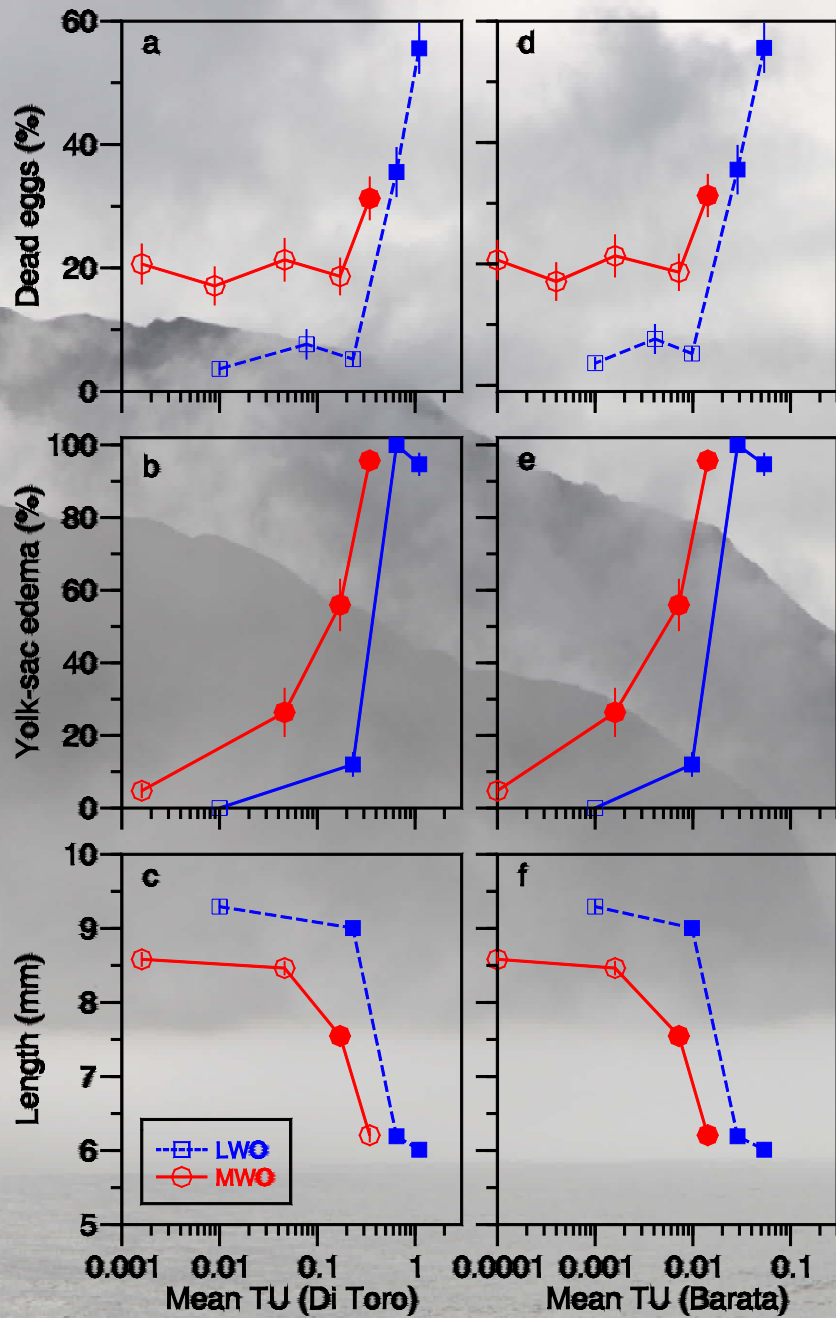 a
d
60
40
20
0
Dead eggs (%)
b
e
100
80
60
40
20
0
Yolk-sac edema (%)
c
f
10
9
8
7
6
5
Length (mm)
LWO
MWO
0.001 0.01 0.1 1
Mean TU (Di Toro)
0.0001 0.001 0.01 0.1
Mean TU (Barata)